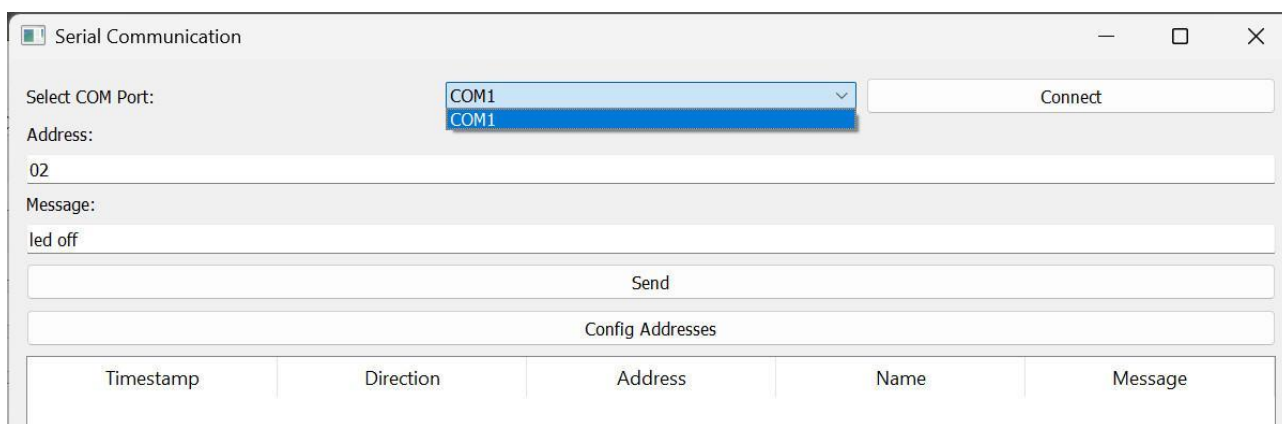 Serial Communication
Select COM Port:
COM1
Connect
COM1
Address:
02
Message:
led off
Send
Config Addresses
Timestamp Direction Address Name Message